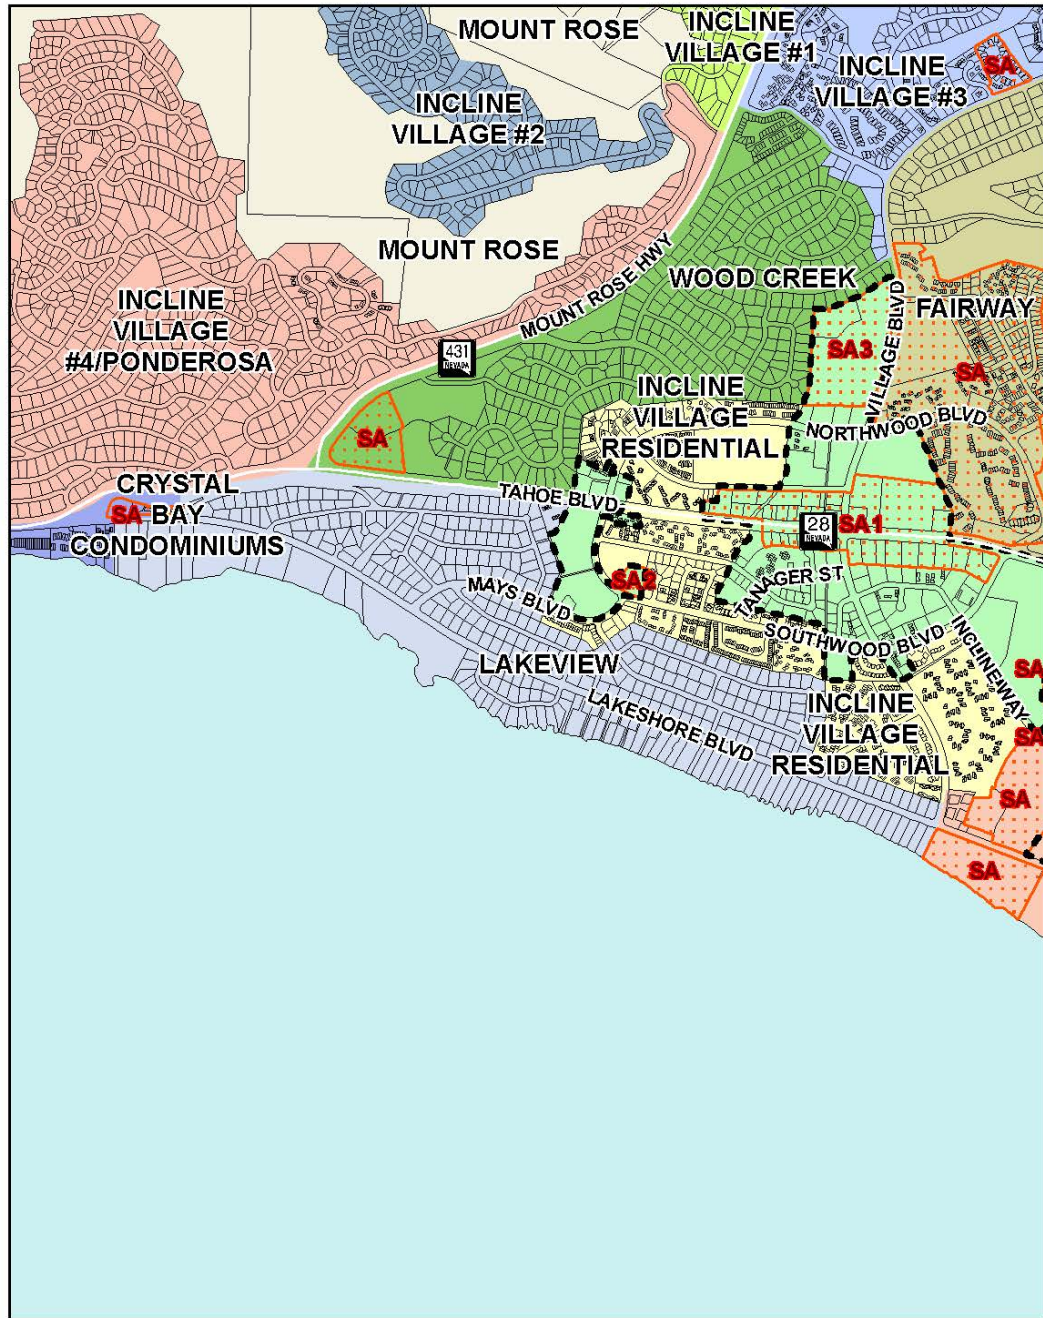 MOUNT ROSE
INCLINE
VILLAGE #1
INCLINE
VILLAGE #3
SA
INCLINE
VILLAGE #2
MOUNT ROSE
MOUNT ROSE HWY
WOOD CREEK
INCLINE
VILLAGE
#4/PONDEROSA
FAIRWAY
VILLAGE BLVD
431
NEVADA
SA3
SA
INCLINE
VILLAGE
RESIDENTIAL
NORTHWOOD BLVD
SA
CRYSTAL
SA BAY
CONDOMINIUMS
TAHOE BLVD
28
NEVADA
SA1
MAYS BLVD
SA2
TANAGER ST
SOUTHWOOD BLVD
INCLINE WAY
LAKEVIEW
LAKESHORE BLVD
SA
INCLINE
VILLAGE
RESIDENTIAL
SA
SA
SA